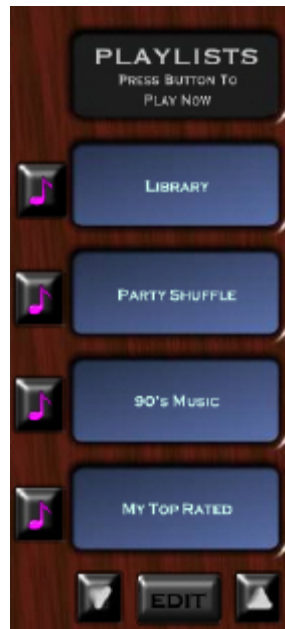 PLAYLISTS
PRESS BUTTON TO
PLAY NOW
LIBRARY
PARTY SHUFFLE
90'S MUSIC
MY TOP RATED
EDIT